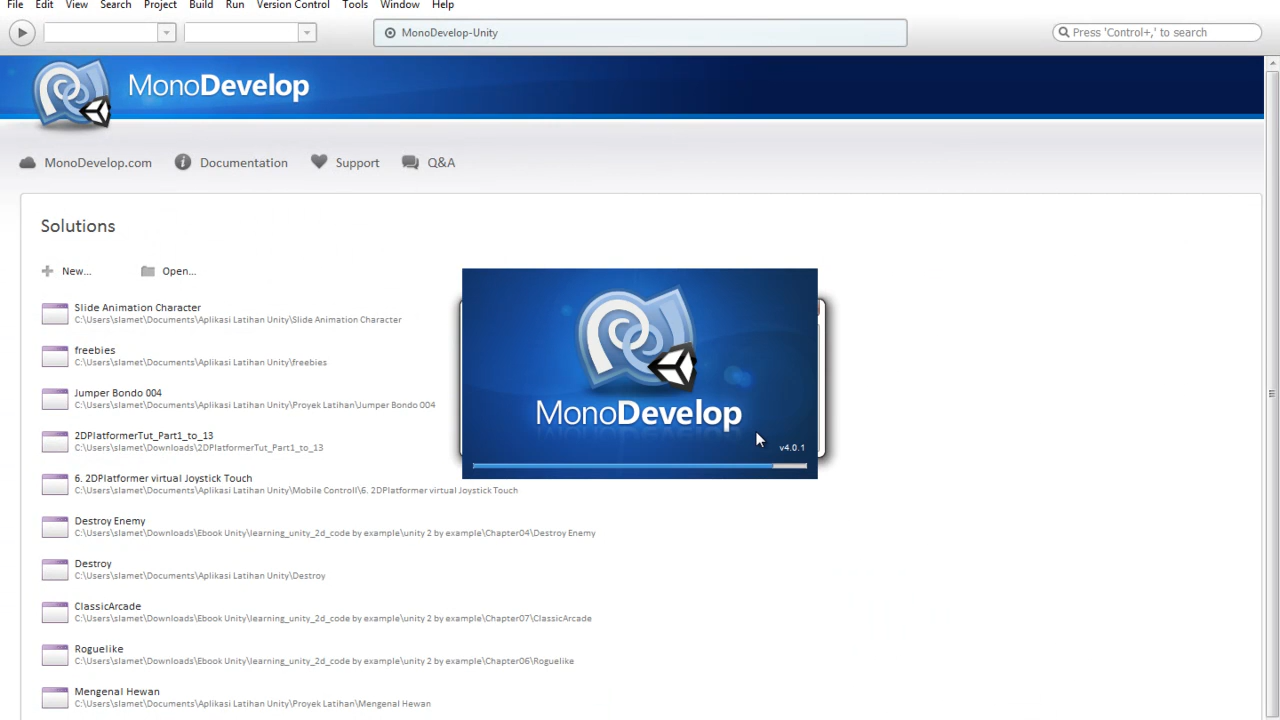 File Edit View Search Project Build Run Version Control Tools Window Help
MonoDevelop-Unity
Press 'Control+,' to search
MonoDevelop
MonoDevelop.com Documentation Support Q&A
Solutions
New... Open...
Slide Animation Character
C:\Users\slamet\Documents\Aplikasi Latihan Unity\Slide Animation Character
freebies
C:\Users\slamet\Documents\Aplikasi Latihan Unity\freebies
Jumper Bondo 004
C:\Users\slamet\Documents\Aplikasi Latihan Unity\Proyek Latihan\Jumper Bondo 004
2DPlatformerTut_Part1_to_13
C:\Users\slamet\Downloads\2DPlatformerTut_Part1_to_13
6. 2DPlatformer virtual Joystick Touch
C:\Users\slamet\Documents\Aplikasi Latihan Unity\Mobile Controll\6. 2DPlatformer virtual Joystick Touch
Destroy Enemy
C:\Users\slamet\Downloads\Ebook Unity\learning_unity_2d_code by example\unity 2 by example\Chapter04\Destroy Enemy
Destroy
C:\Users\slamet\Documents\Aplikasi Latihan Unity\Destroy
ClassicArcade
C:\Users\slamet\Downloads\Ebook Unity\learning_unity_2d_code by example\unity 2 by example\Chapter07\ClassicArcade
Roguelike
C:\Users\slamet\Downloads\Ebook Unity\learning_unity_2d_code by example\unity 2 by example\Chapter06\Roguelike
Mengenal Hewan
C:\Users\slamet\Documents\Aplikasi Latihan Unity\Proyek Latihan\Mengenal Hewan
MonoDevelop
v4.0.1